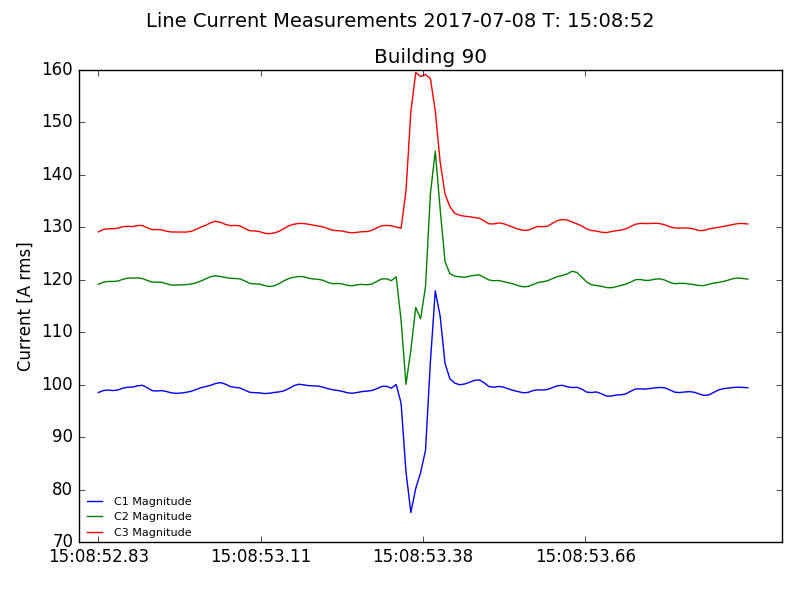 Line Current Measurements 2017-07-08 T: 15:08:52
Building 90
160
150
140
130
120
110
100
90
80
70
Current [A rms]
C1 Magnitude
C2 Magnitude
C3 Magnitude
15:08:52.83 15:08:53.11 15:08:53.38 15:08:53.66